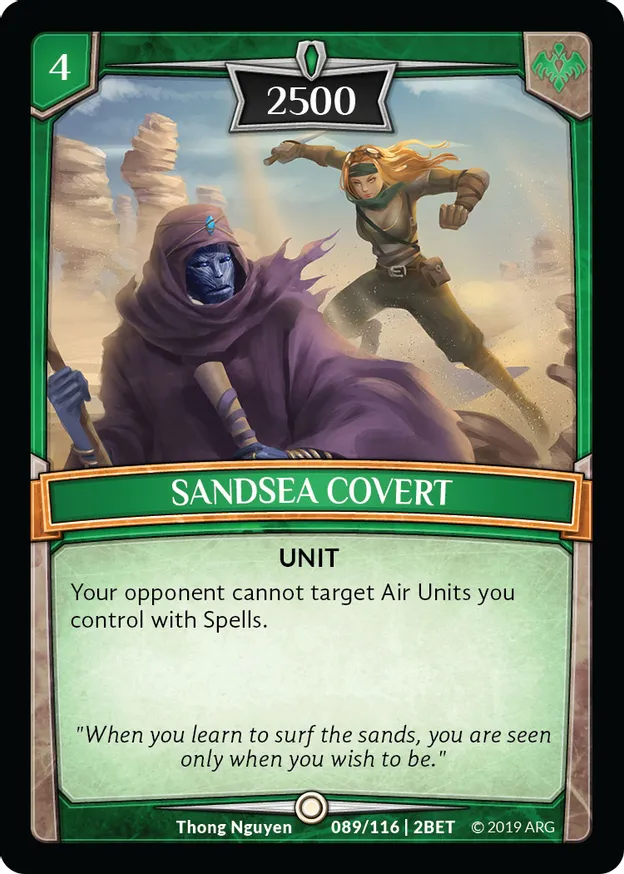 4
2500
SANDSEA COVERT
UNIT
Your opponent cannot target Air Units you
control with Spells.
"When you learn to surf the sands, you are seen
only when you wish to be."
Thong Nguyen 089/116 | 2BET © 2019 ARG